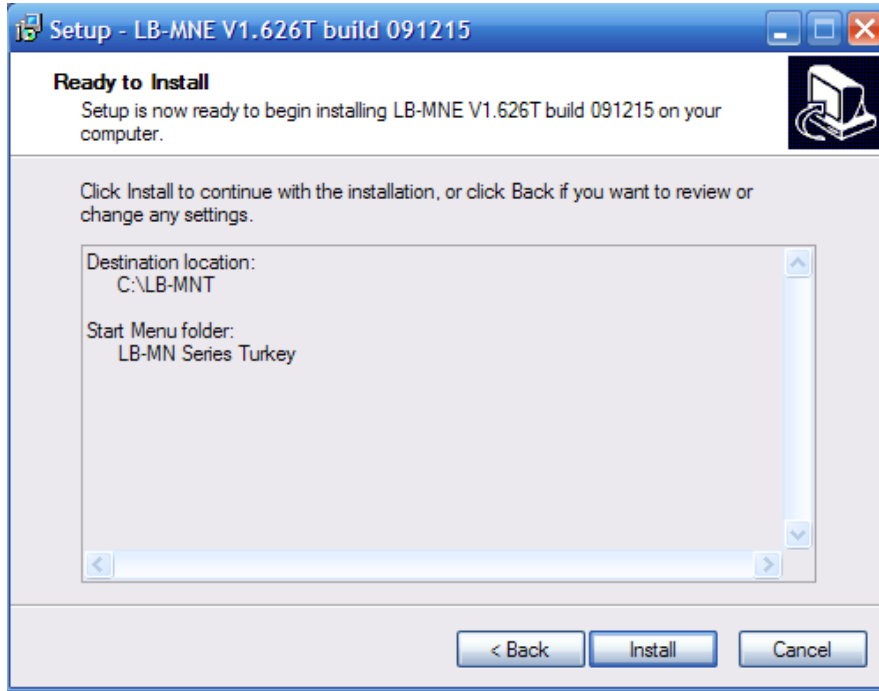 Setup - LB-MNE V1.626T build 091215
Ready to Install
Setup is now ready to begin installing LB-MNE V1.626T build 091215 on your
computer.
Click Install to continue with the installation, or click Back if you want to review or
change any settings.
Destination location:
C:\LB-MNT
Start Menu folder:
LB-MN Series Turkey
< Back
Install
Cancel